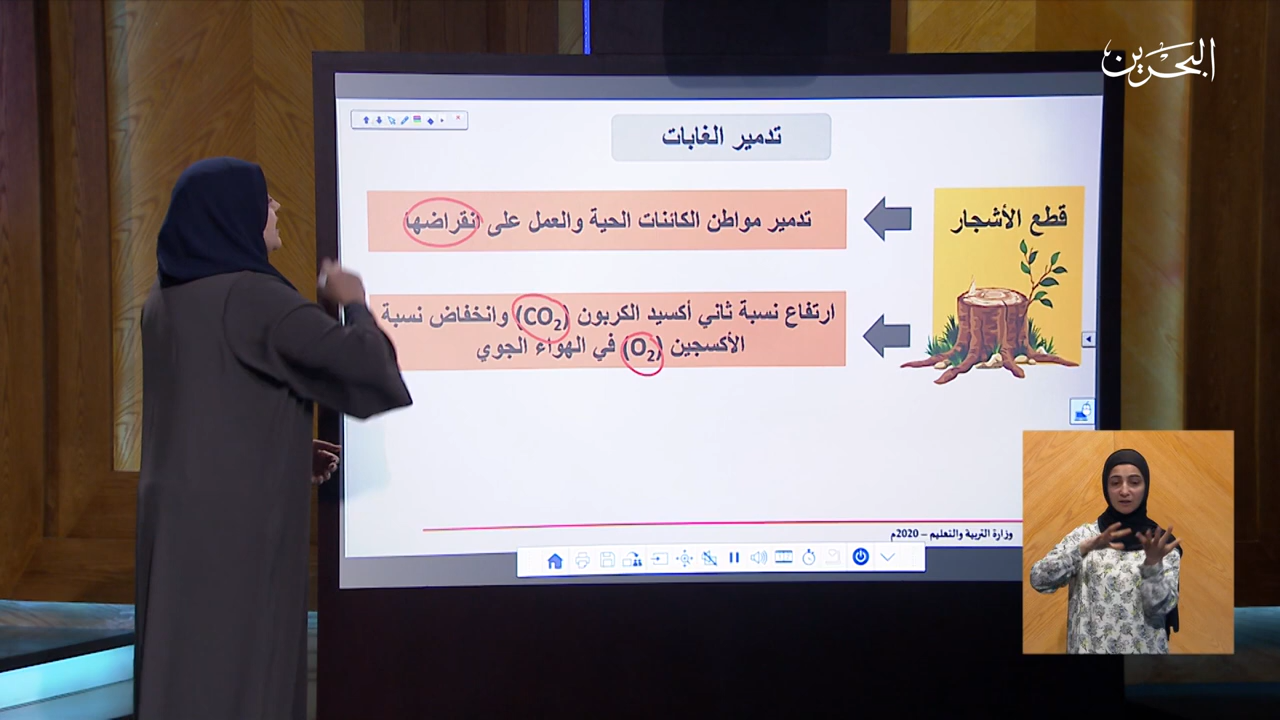 البحرين
تدمير الغابات
قطع الأشجار
تدمير مواطن الكائنات الحية والعمل على انقراضها
ارتفاع نسبة ثاني أكسيد الكربون (CO₂) وانخفاض نسبة
الأكسجين (O₂) في الهواء الجوي
وزارة التربية والتعليم – 2020م